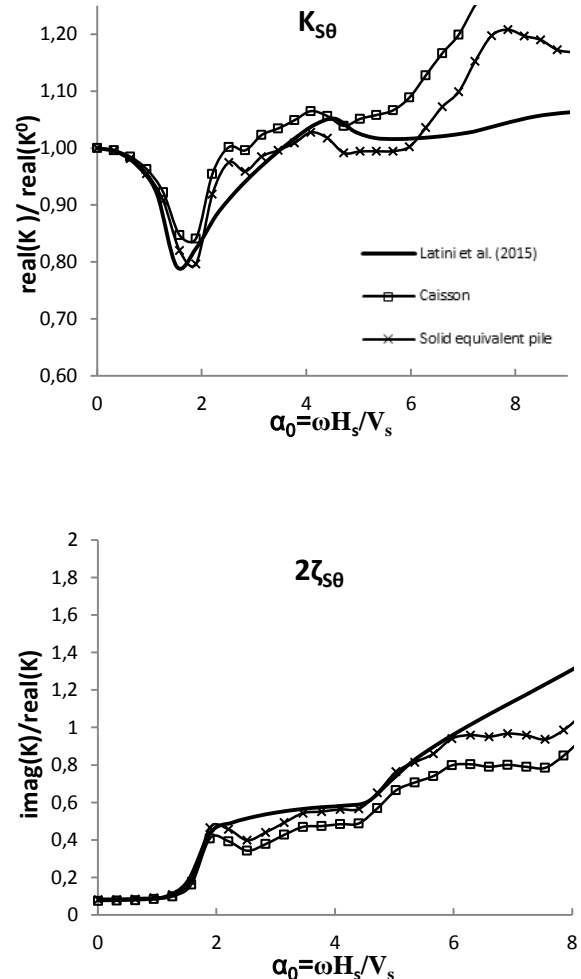 K_Sθ
1,20
1,10
1,00
0,90
0,80
0,70
0,60
real(K )/ real(K⁰)
Latini et al. (2015)
Caisson
Solid equivalent pile
0 2 4 6 8
α₀=ωH_s/V_s
2ζ_Sθ
2
1,8
1,6
1,4
1,2
1
0,8
0,6
0,4
0,2
0
imag(K)/real(K)
0 2 4 6 8
α₀=ωH_s/V_s